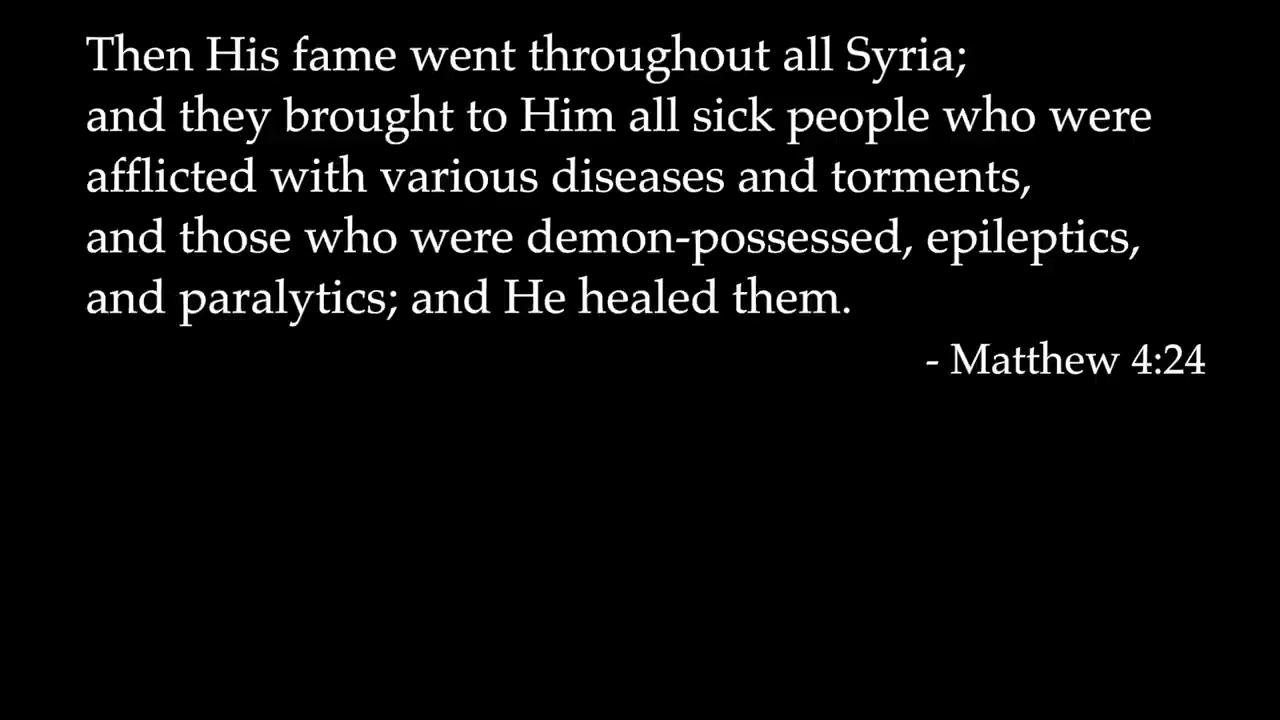 Then His fame went throughout all Syria;
and they brought to Him all sick people who were
afflicted with various diseases and torments,
and those who were demon-possessed, epileptics,
and paralytics; and He healed them.
- Matthew 4:24